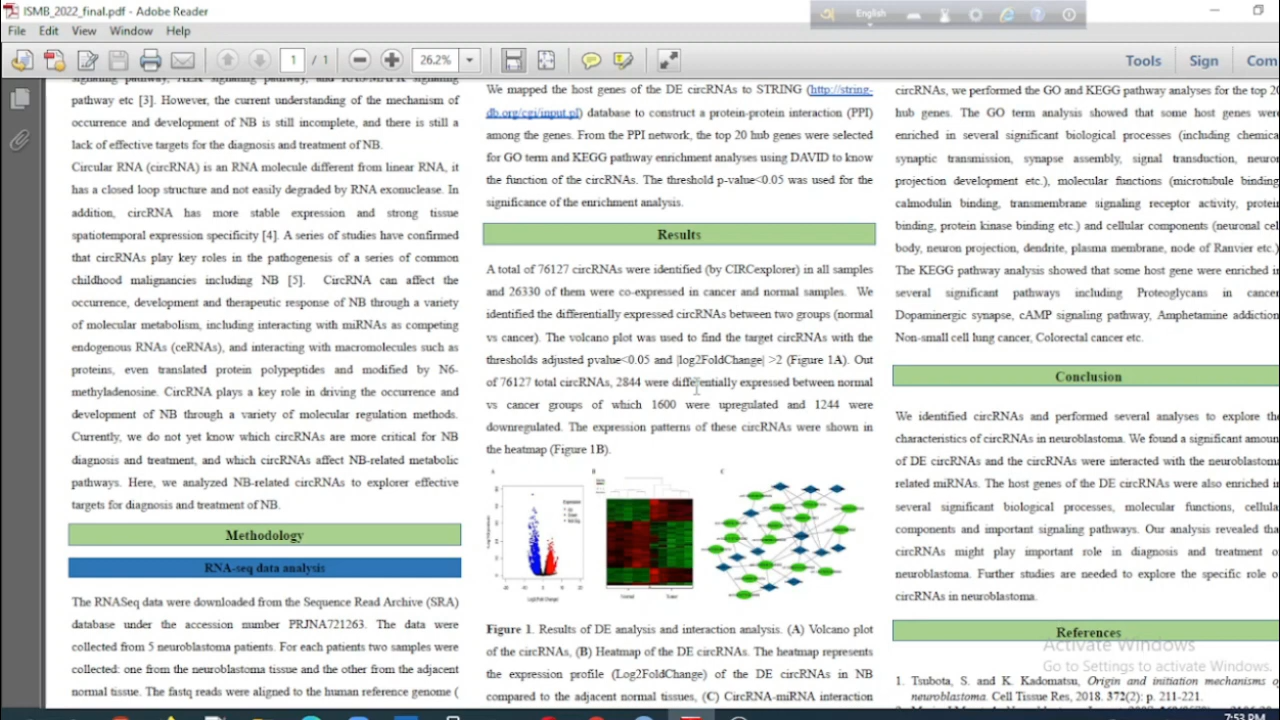 ISMB_2022_final.pdf - Adobe Reader
English
File Edit View Window Help
1 / 1 26.2% Tools Sign Com
pathway etc [3]. However, the current understanding of the mechanism of
occurrence and development of NB is still incomplete, and there is still a
lack of effective targets for the diagnosis and treatment of NB.
Circular RNA (circRNA) is an RNA molecule different from linear RNA, it
has a closed loop structure and not easily degraded by RNA exonuclease. In
addition, circRNA has more stable expression and strong tissue
spatiotemporal expression specificity [4]. A series of studies have confirmed
that circRNAs play key roles in the pathogenesis of a series of common
childhood malignancies including NB [5]. CircRNA can affect the
occurrence, development and therapeutic response of NB through a variety
of molecular metabolism, including interacting with miRNAs as competing
endogenous RNAs (ceRNAs), and interacting with macromolecules such as
proteins, even translated protein polypeptides and modified by N6-
methyladenosine. CircRNA plays a key role in driving the occurrence and
development of NB through a variety of molecular regulation methods.
Currently, we do not yet know which circRNAs are more critical for NB
diagnosis and treatment, and which circRNAs affect NB-related metabolic
pathways. Here, we analyzed NB-related circRNAs to explorer effective
targets for diagnosis and treatment of NB.
Methodology
RNA-seq data analysis
The RNASeq data were downloaded from the Sequence Read Archive (SRA)
database under the accession number PRJNA721263. The data were
collected from 5 neuroblastoma patients. For each patients two samples were
collected: one from the neuroblastoma tissue and the other from the adjacent
normal tissue. The fastq reads were aligned to the human reference genome (
We mapped the host genes of the DE circRNAs to STRING (http://string-
db.org/cgi/input.pl) database to construct a protein-protein interaction (PPI)
among the genes. From the PPI network, the top 20 hub genes were selected
for GO term and KEGG pathway enrichment analyses using DAVID to know
the function of the circRNAs. The threshold p-value<0.05 was used for the
significance of the enrichment analysis.
Results
A total of 76127 circRNAs were identified (by CIRCexplorer) in all samples
and 26330 of them were co-expressed in cancer and normal samples. We
identified the differentially expressed circRNAs between two groups (normal
vs cancer). The volcano plot was used to find the target circRNAs with the
thresholds adjusted pvalue<0.05 and |log2FoldChange| >2 (Figure 1A). Out
of 76127 total circRNAs, 2844 were differentially expressed between normal
vs cancer groups of which 1600 were upregulated and 1244 were
downregulated. The expression patterns of these circRNAs were shown in
the heatmap (Figure 1B).
A B C
Normal Tumor
Figure 1. Results of DE analysis and interaction analysis. (A) Volcano plot
of the circRNAs, (B) Heatmap of the DE circRNAs. The heatmap represents
the expression profile (Log2FoldChange) of the DE circRNAs in NB
compared to the adjacent normal tissues, (C) CircRNA-miRNA interaction
circRNAs, we performed the GO and KEGG pathway analyses for the top 20
hub genes. The GO term analysis showed that some host genes were
enriched in several significant biological processes (including chemica
synaptic transmission, synapse assembly, signal transduction, neuron
projection development etc.), molecular functions (microtubule binding
calmodulin binding, transmembrane signaling receptor activity, protein
binding, protein kinase binding etc.) and cellular components (neuronal cel
body, neuron projection, dendrite, plasma membrane, node of Ranvier etc.)
The KEGG pathway analysis showed that some host gene were enriched in
several significant pathways including Proteoglycans in cancer
Dopaminergic synapse, cAMP signaling pathway, Amphetamine addiction
Non-small cell lung cancer, Colorectal cancer etc.
Conclusion
We identified circRNAs and performed several analyses to explore the
characteristics of circRNAs in neuroblastoma. We found a significant amoun
of DE circRNAs and the circRNAs were interacted with the neuroblastoma
related miRNAs. The host genes of the DE circRNAs were also enriched in
several significant biological processes, molecular functions, cellula
components and important signaling pathways. Our analysis revealed tha
circRNAs might play important role in diagnosis and treatment o
neuroblastoma. Further studies are needed to explore the specific role o
circRNAs in neuroblastoma.
References
Activate Windows
Go to Settings to activate Windows.
1. Tsubota, S. and K. Kadomatsu, Origin and initiation mechanisms o
neuroblastoma. Cell Tissue Res, 2018. 372(2): p. 211-221.
7:53 PM